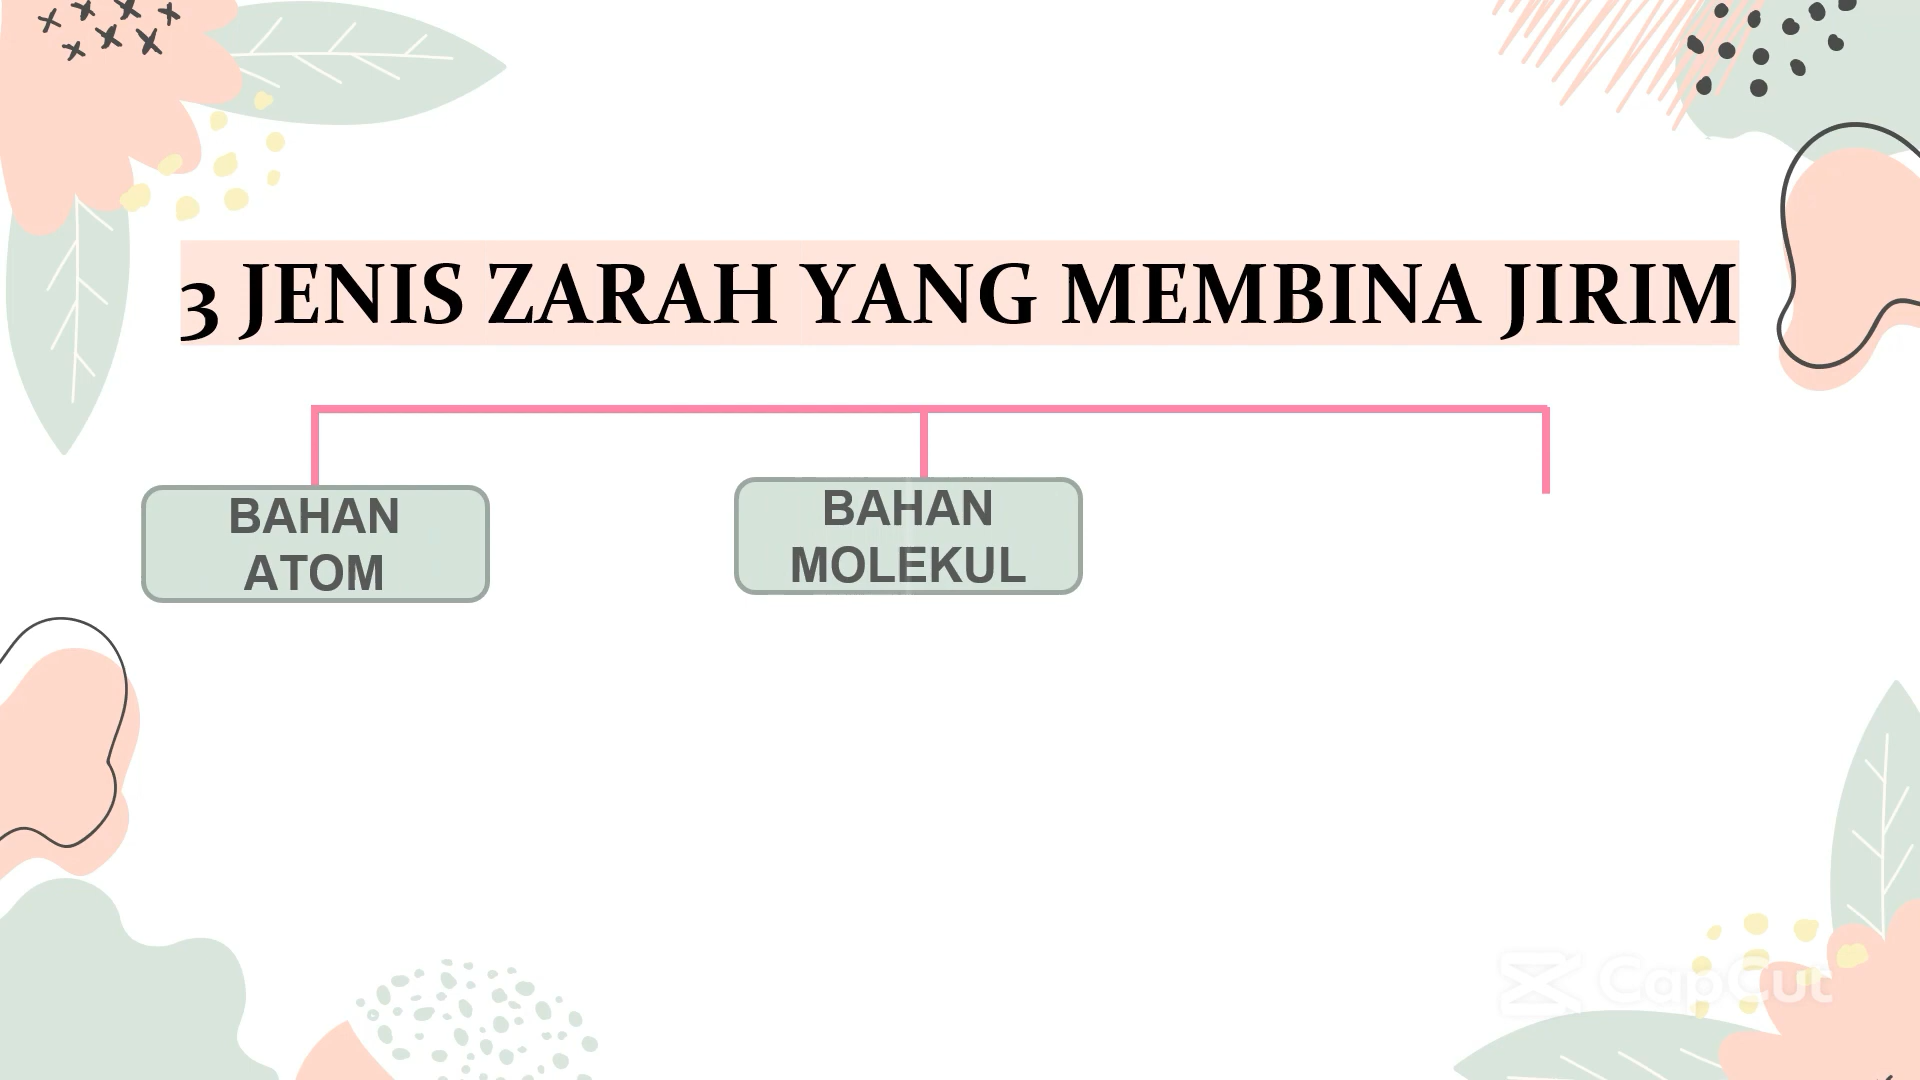 3 JENIS ZARAH YANG MEMBINA JIRIM
BAHAN
ATOM
BAHAN
MOLEKUL
CapCut